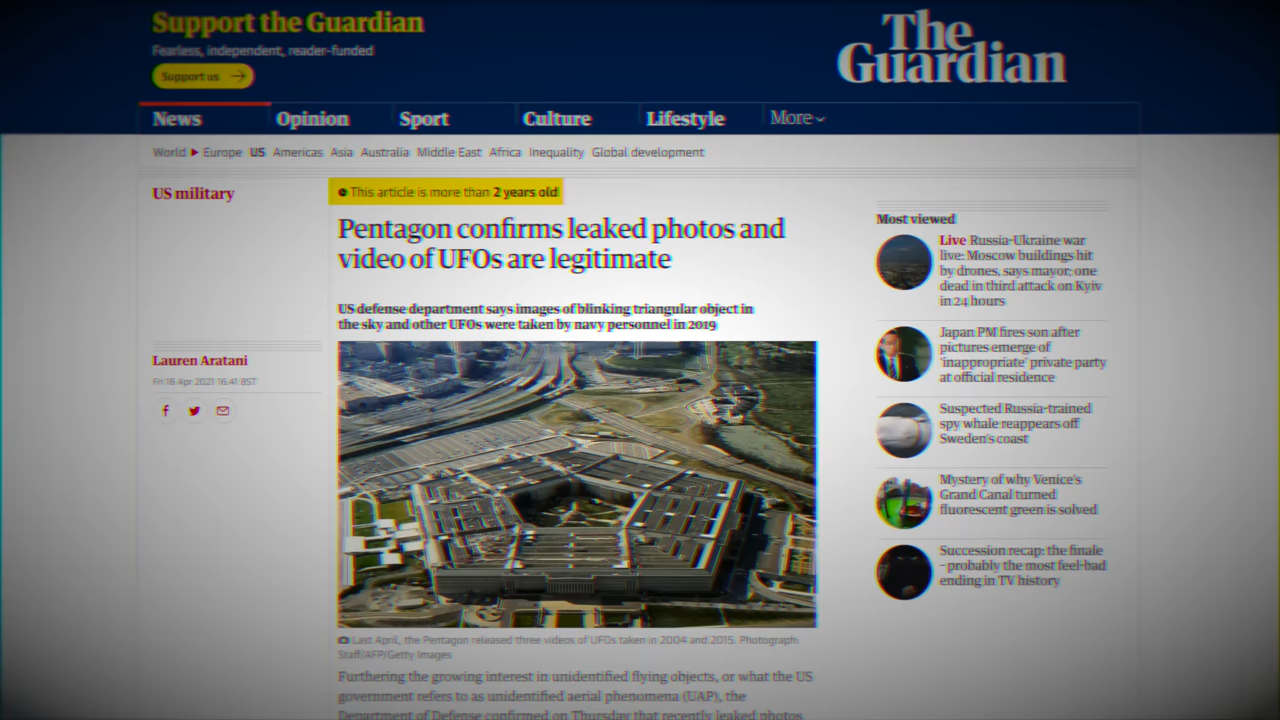 Support the Guardian
Fearless, independent, reader-funded
Support us
The
Guardian
News Opinion Sport Culture Lifestyle More
World Europe US Americas Asia Australia Middle East Africa Inequality Global development
US military
This article is more than 2 years old
Pentagon confirms leaked photos and
video of UFOs are legitimate
US defense department says images of blinking triangular object in
the sky and other UFOs were taken by navy personnel in 2019
Lauren Aratani
Fri 16 Apr 2021 16.41 BST
Last April, the Pentagon released three videos of UFOs taken in 2004 and 2015. Photograph:
Staff/AFP/Getty Images
Furthering the growing interest in unidentified flying objects, or what the US
government refers to as unidentified aerial phenomena (UAP), the
Department of Defense confirmed on Thursday that recently leaked photos
Most viewed
Live Russia-Ukraine war
live: Moscow buildings hit
by drones, says mayor; one
dead in third attack on Kyiv
in 24 hours
Japan PM fires son after
pictures emerge of
'inappropriate' private party
at official residence
Suspected Russia-trained
spy whale reappears off
Sweden's coast
Mystery of why Venice's
Grand Canal turned
fluorescent green is solved
Succession recap: the finale
– probably the most feel-bad
ending in TV history